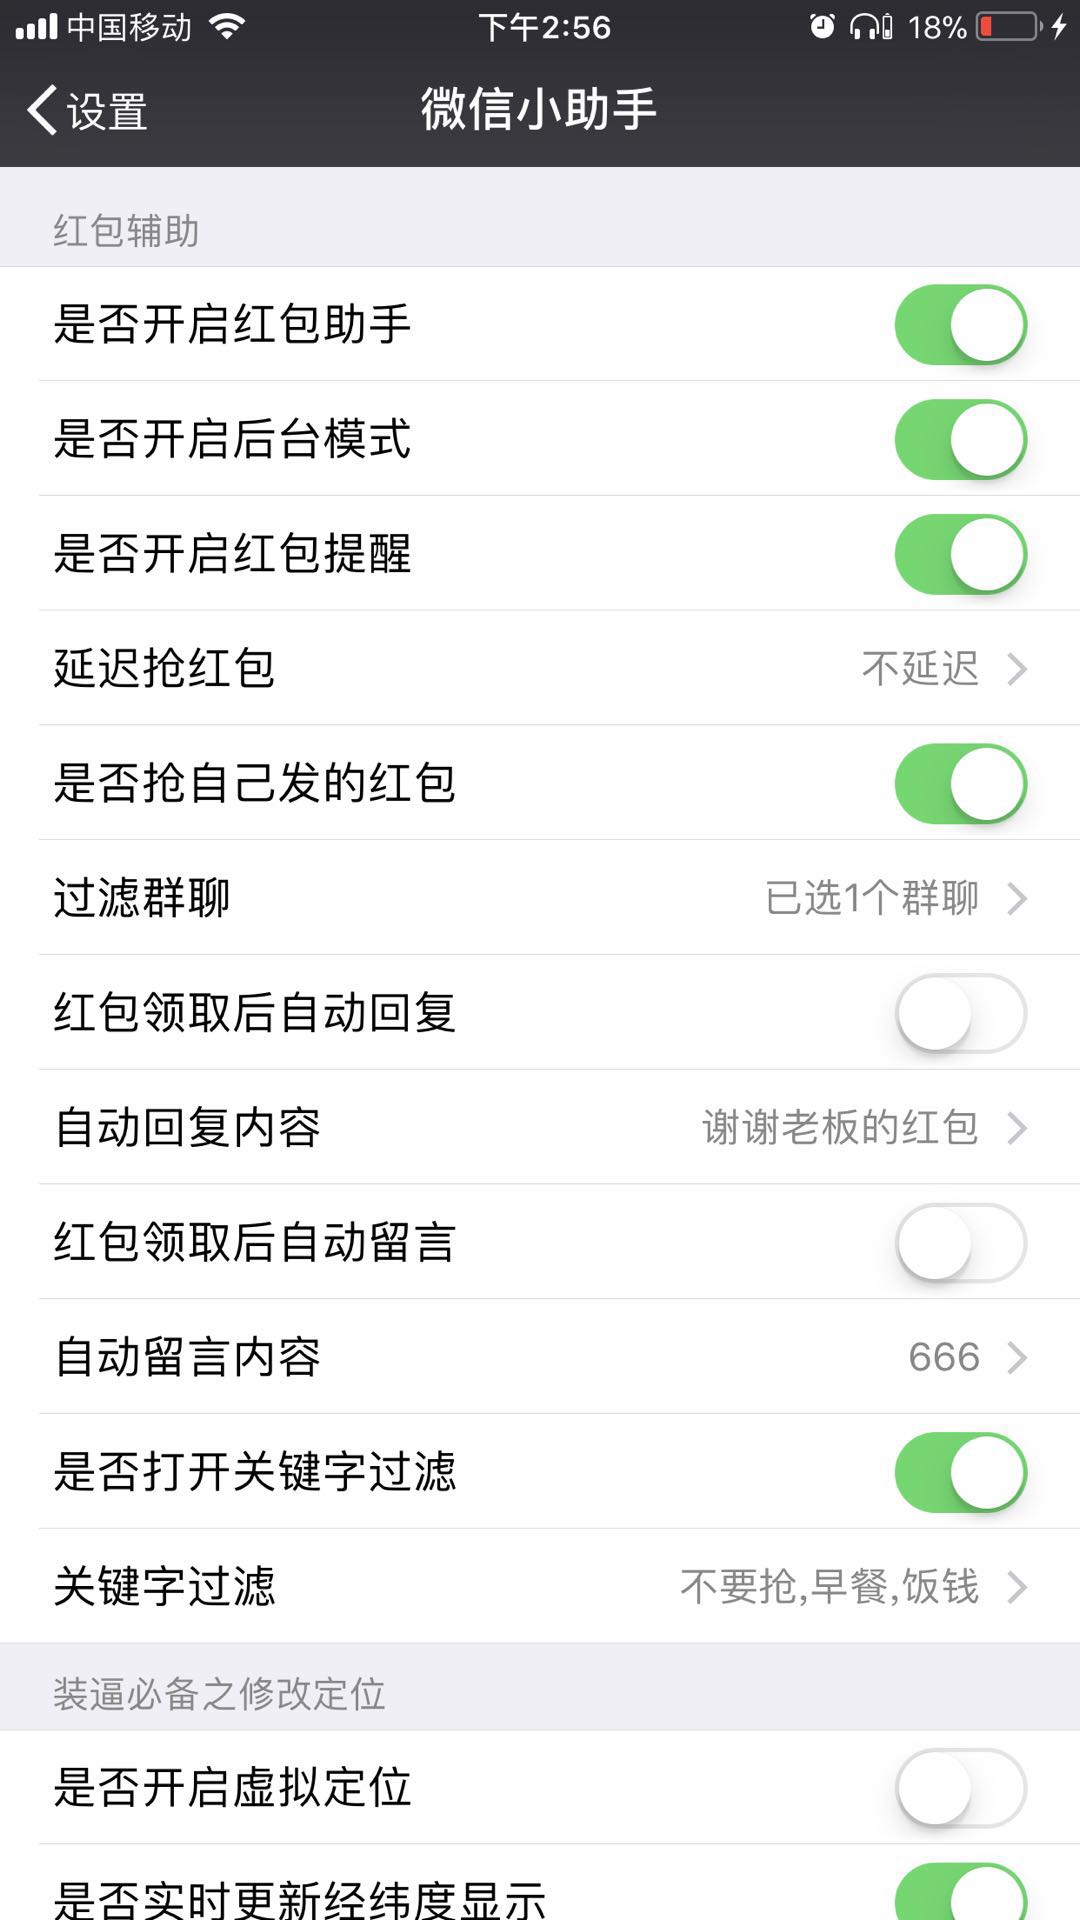 中国移动 下午2:56 18%
设置 微信小助手
红包辅助
是否开启红包助手
是否开启后台模式
是否开启红包提醒
延迟抢红包 不延迟
是否抢自己发的红包
过滤群聊 已选1个群聊
红包领取后自动回复
自动回复内容 谢谢老板的红包
红包领取后自动留言
自动留言内容 666
是否打开关键字过滤
关键字过滤 不要抢,早餐,饭钱
装逼必备之修改定位
是否开启虚拟定位
是否实时更新经纬度显示